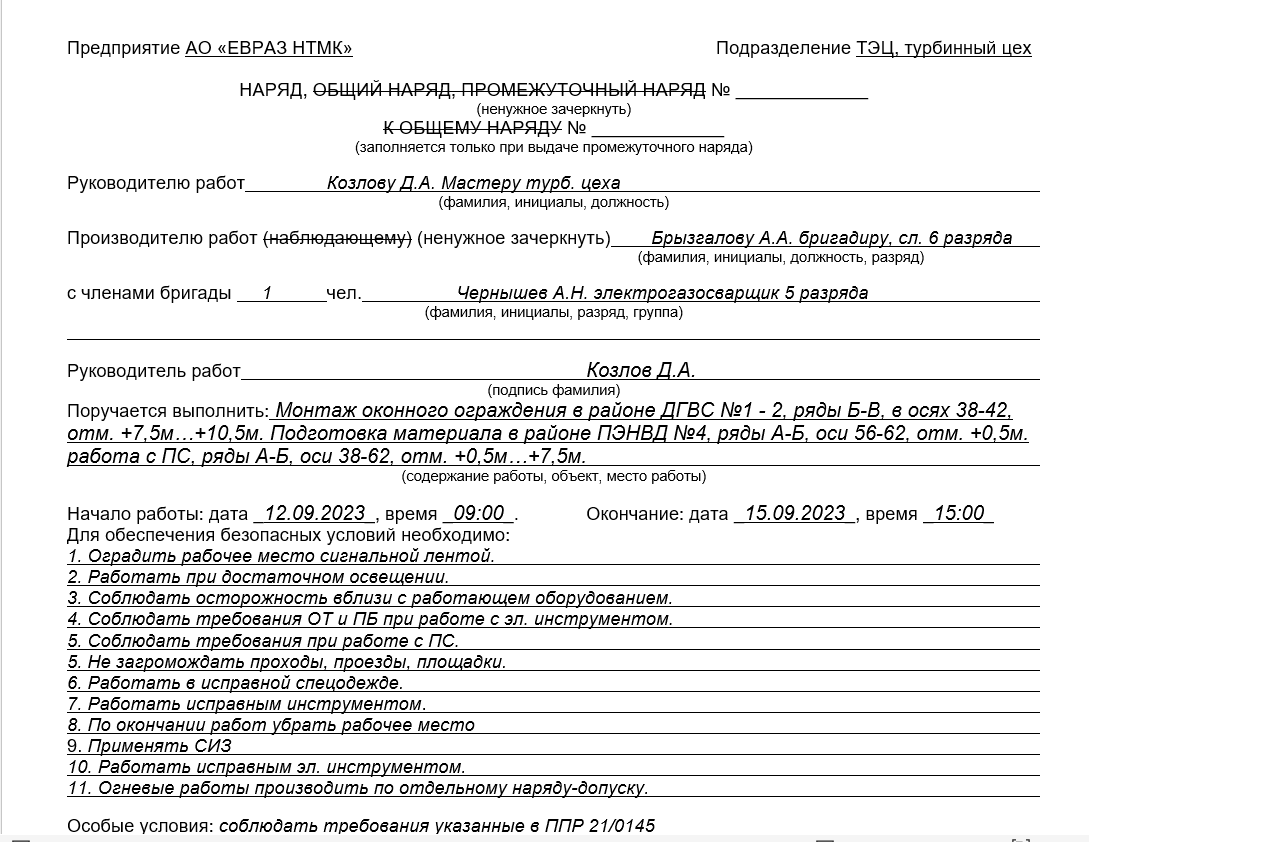 Предприятие АО «ЕВРАЗ НТМК» Подразделение ТЭЦ, турбинный цех
НАРЯД, ОБЩИЙ НАРЯД, ПРОМЕЖУТОЧНЫЙ НАРЯД № _____________
(ненужное зачеркнуть)
К ОБЩЕМУ НАРЯДУ № _____________
(заполняется только при выдаче промежуточного наряда)
Руководителю работ Козлову Д.А. Мастеру турб. цеха
(фамилия, инициалы, должность)
Производителю работ (наблюдающему) (ненужное зачеркнуть) Брызгалову А.А. бригадиру, сл. 6 разряда
(фамилия, инициалы, должность, разряд)
с членами бригады 1 чел. Чернышев А.Н. электрогазосварщик 5 разряда
(фамилия, инициалы, разряд, группа)
Руководитель работ Козлов Д.А.
(подпись фамилия)
Поручается выполнить: Монтаж оконного ограждения в районе ДГВС №1 - 2, ряды Б-В, в осях 38-42,
отм. +7,5м…+10,5м. Подготовка материала в районе ПЭНВД №4, ряды А-Б, оси 56-62, отм. +0,5м.
работа с ПС, ряды А-Б, оси 38-62, отм. +0,5м…+7,5м.
(содержание работы, объект, место работы)
Начало работы: дата _12.09.2023_, время _09:00_. Окончание: дата _15.09.2023_, время _15:00_
Для обеспечения безопасных условий необходимо:
1. Оградить рабочее место сигнальной лентой.
2. Работать при достаточном освещении.
3. Соблюдать осторожность вблизи с работающем оборудованием.
4. Соблюдать требования ОТ и ПБ при работе с эл. инструментом.
5. Соблюдать требования при работе с ПС.
5. Не загромождать проходы, проезды, площадки.
6. Работать в исправной спецодежде.
7. Работать исправным инструментом.
8. По окончании работ убрать рабочее место
9. Применять СИЗ
10. Работать исправным эл. инструментом.
11. Огневые работы производить по отдельному наряду-допуску.
Особые условия: соблюдать требования указанные в ППР 21/0145